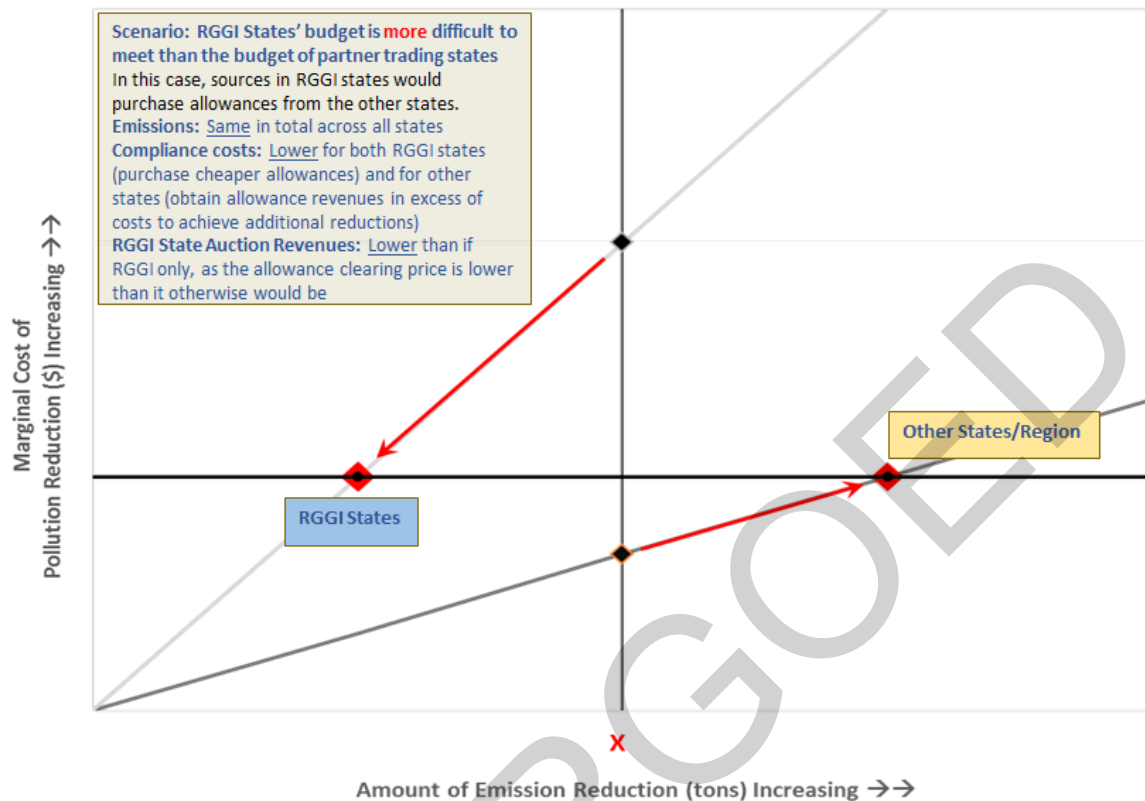 Scenario: RGGI States’ budget is more difficult to
meet than the budget of partner trading states
In this case, sources in RGGI states would
purchase allowances from the other states.
Emissions: Same in total across all states
Compliance costs: Lower for both RGGI states
(purchase cheaper allowances) and for other
states (obtain allowance revenues in excess of
costs to achieve additional reductions)
RGGI State Auction Revenues: Lower than if
RGGI only, as the allowance clearing price is lower
than it otherwise would be
Marginal Cost of
Pollution Reduction ($) Increasing →→
Other States/Region
RGGI States
X
Amount of Emission Reduction (tons) Increasing →→
RGOED